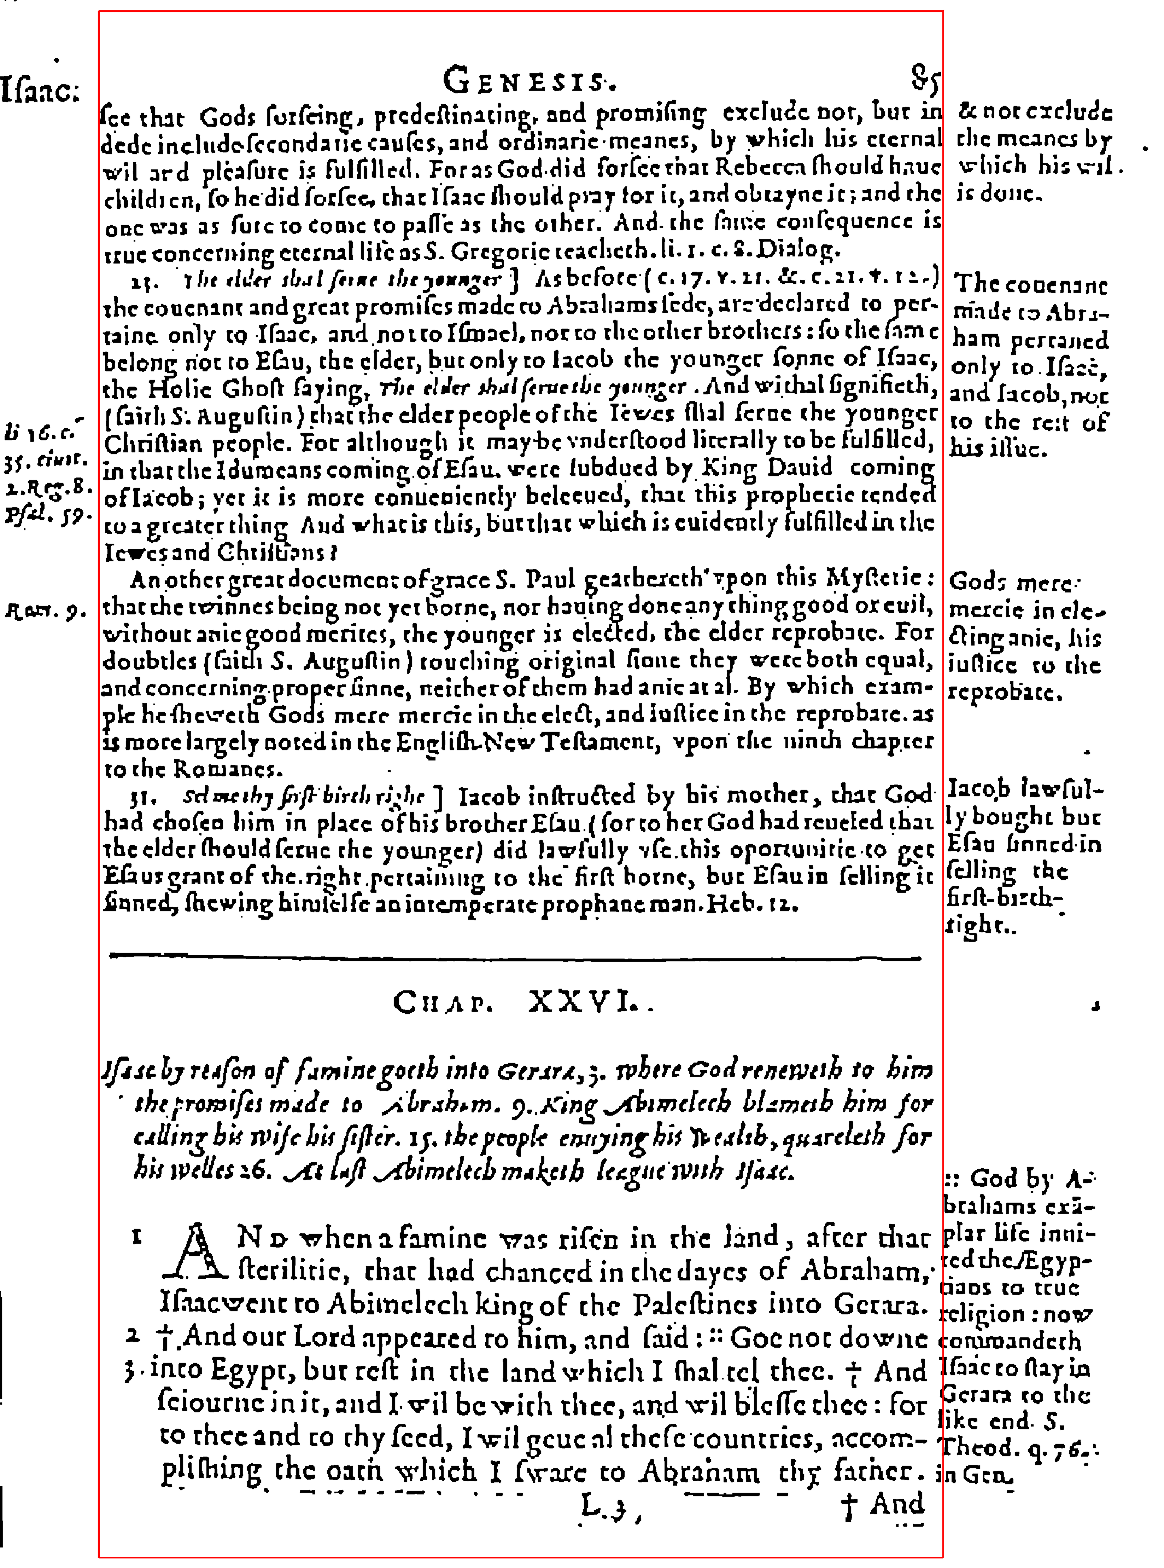 Iſaac.
GENESIS.
85
ſee that Gods forſeing, predeſtinating, and promiſing exclude not, but in
dede include ſecondarie cauſes, and ordinarie meanes, by which his eternal
wil and pleaſure is fulfilled. For as God did forſee that Rebecca ſhould haue
children, ſo he did forſee, that Iſaac ſhould pray for it, and obtayne it; and the
one was as ſure to come to paſſe as the other. And the ſame conſequence is
true concerning eternal life as S. Gregorie teacheth. li. 1. c. 8. Dialog.
& not exclude
the meanes by
which his wil
is done.
23. The elder shal ſerue the younger ] As before ( c. 17. v. 21. &. c. 21. v. 12.)
the couenant and great promiſes made to Abrahams ſede, are declared to per-
taine only to Iſaac, and not to Iſmael, nor to the other brothers: ſo the ſame
belong not to Eſau, the elder, but only to Iacob the younger ſonne of Iſaac,
the Holie Ghoſt ſaying, The elder shal ſerue the younger. And withal ſignifieth,
(ſaith S. Auguſtin) that the elder people of the Iewes ſhal ſerue the younger
Chriſtian people. For although it may be vnderſtood literally to be fulfilled,
in that the Idumeans coming of Eſau. were ſubdued by King Dauid coming
of Iacob; yet it is more conueniently beleeued, that this prophecie tended
to a greater thing And what is this, but that which is euidently fulfilled in the
Iewes and Chriſtians?
The couenant
made to Abra-
ham pertaned
only to Iſaac,
and Iacob, not
to the reſt of
his iſſue.
li 16. c.
35. ciuit.
2. Reg. 8.
Pſal. 59.
An other great document of grace S. Paul geathereth vpon this Myſterie:
that the twinnes being not yet borne, nor hauing done any thing good or euil,
without anie good merites, the younger is elected, the elder reprobate. For
doubtles (ſaith S. Auguſtin) touching original ſinne they were both equal,
and concerning proper ſinne, neither of them had anie at al. By which exam-
ple he ſheweth Gods mere mercie in the elect, and iuſtice in the reprobate. as
is more largely noted in the Engliſh New Teſtament, vpon the ninth chapter
to the Romanes.
Rom. 9.
Gods mere
mercie in ele-
cting anie, his
iuſtice to the
reprobate.
31. Sel me thy firſt birth right ] Iacob inſtructed by his mother, that God
had choſen him in place of his brother Eſau (for to her God had reueled that
the elder ſhould ſerue the younger) did lawfully vſe this oportunitie to get
Eſaus grant of the right pertaining to the firſt borne, but Eſau in ſelling it
ſinned, ſhewing himſelfe an intemperate prophane man. Heb. 12.
Iacob lawful-
ly bought but
Eſau ſinned in
ſelling the
firſt-birth-
right.
CHAP. XXVI.
Iſaac by reaſon of famine goeth into Gerara, 3. where God reneweth to him
the promiſes made to Abraham. 9. King Abimelech blameth him for
calling his wife his ſiſter. 15. the people enuying his wealth, quareleth for
his welles 26. At laſt Abimelech maketh league with Iſaac.
1 AND when a famine was riſen in the land, after that
ſterilitie, that had chanced in the dayes of Abraham,
Iſaac went to Abimelech king of the Paleſtines into Gerara.
2 † And our Lord appeared to him, and ſaid: :: Goe not downe
3. into Egypt, but reſt in the land which I ſhal tel thee. † And
ſeiourne in it, and I wil be with thee, and wil bleſſe thee: for
to thee and to thy ſeed, I wil geue al theſe countries, accom-
pliſhing the oath which I ſware to Abraham thy father.
:: God by A-
brahams exā-
plar life inui-
ted the Ægyp-
tians to true
religion: now
commandeth
Iſaac to ſtay in
Gerara to the
like end. S.
Theod. q. 76.
in Gen.
L 3,
† And